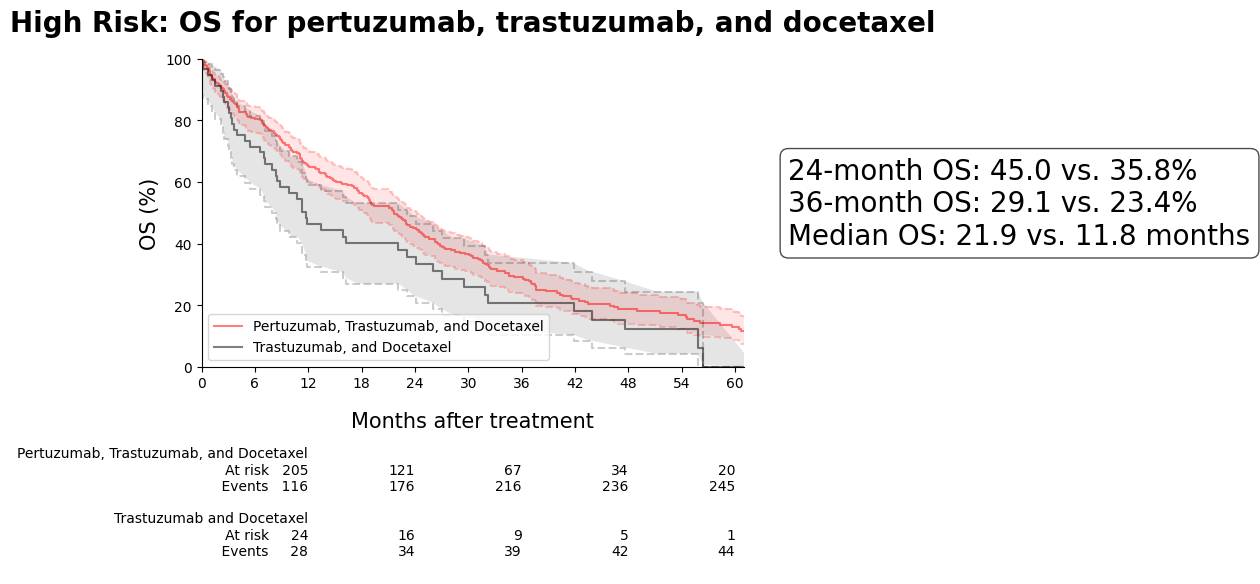 High Risk: OS for pertuzumab, trastuzumab, and docetaxel
100
80
60
40
20
0
OS (%)
Pertuzumab, Trastuzumab, and Docetaxel
Trastuzumab, and Docetaxel
0 6 12 18 24 30 36 42 48 54 60
Months after treatment
24-month OS: 45.0 vs. 35.8%
36-month OS: 29.1 vs. 23.4%
Median OS: 21.9 vs. 11.8 months
Pertuzumab, Trastuzumab, and Docetaxel
At risk 205 121 67 34 20
Events 116 176 216 236 245
Trastuzumab and Docetaxel
At risk 24 16 9 5 1
Events 28 34 39 42 44